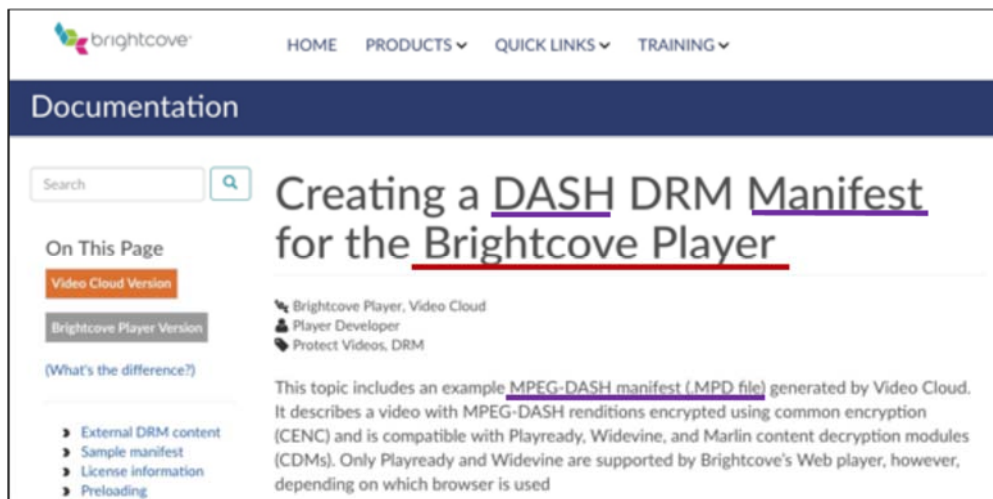 brightcove
HOME PRODUCTS QUICK LINKS TRAINING
Documentation
Search
On This Page
Video Cloud Version
Brightcove Player Version
(What's the difference?)
External DRM content
Sample manifest
License information
Preloading
Creating a DASH DRM Manifest
for the Brightcove Player
Brightcove Player, Video Cloud
Player Developer
Protect Videos, DRM
This topic includes an example MPEG-DASH manifest (.MPD file) generated by Video Cloud.
It describes a video with MPEG-DASH renditions encrypted using common encryption
(CENC) and is compatible with Playready, Widevine, and Marlin content decryption modules
(CDMs). Only Playready and Widevine are supported by Brightcove's Web player, however,
depending on which browser is used